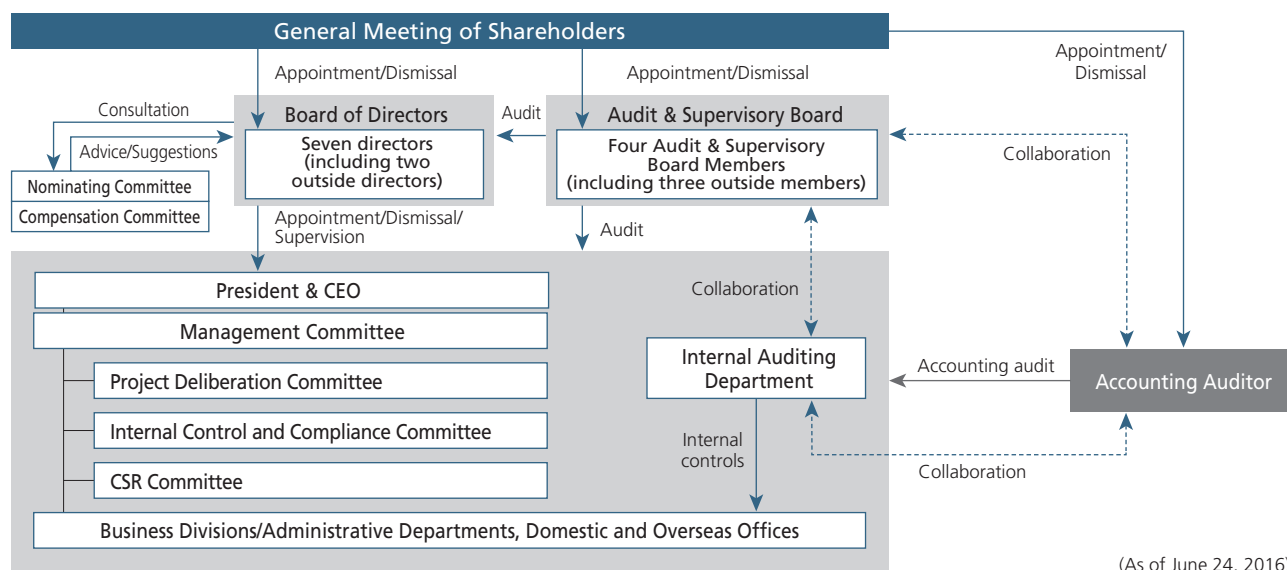 General Meeting of Shareholders
Appointment/Dismissal
Appointment/Dismissal
Appointment/
Dismissal
Consultation
Advice/Suggestions
Nominating Committee
Compensation Committee
Board of Directors
Seven directors
(including two
outside directors)
Audit
Audit & Supervisory Board
Four Audit & Supervisory
Board Members
(including three outside members)
Collaboration
Appointment/Dismissal/
Supervision
Audit
President & CEO
Management Committee
Project Deliberation Committee
Internal Control and Compliance Committee
CSR Committee
Collaboration
Internal Auditing
Department
Accounting audit
Accounting Auditor
Internal
controls
Collaboration
Business Divisions/Administrative Departments, Domestic and Overseas Offices
(As of June 24, 2016)